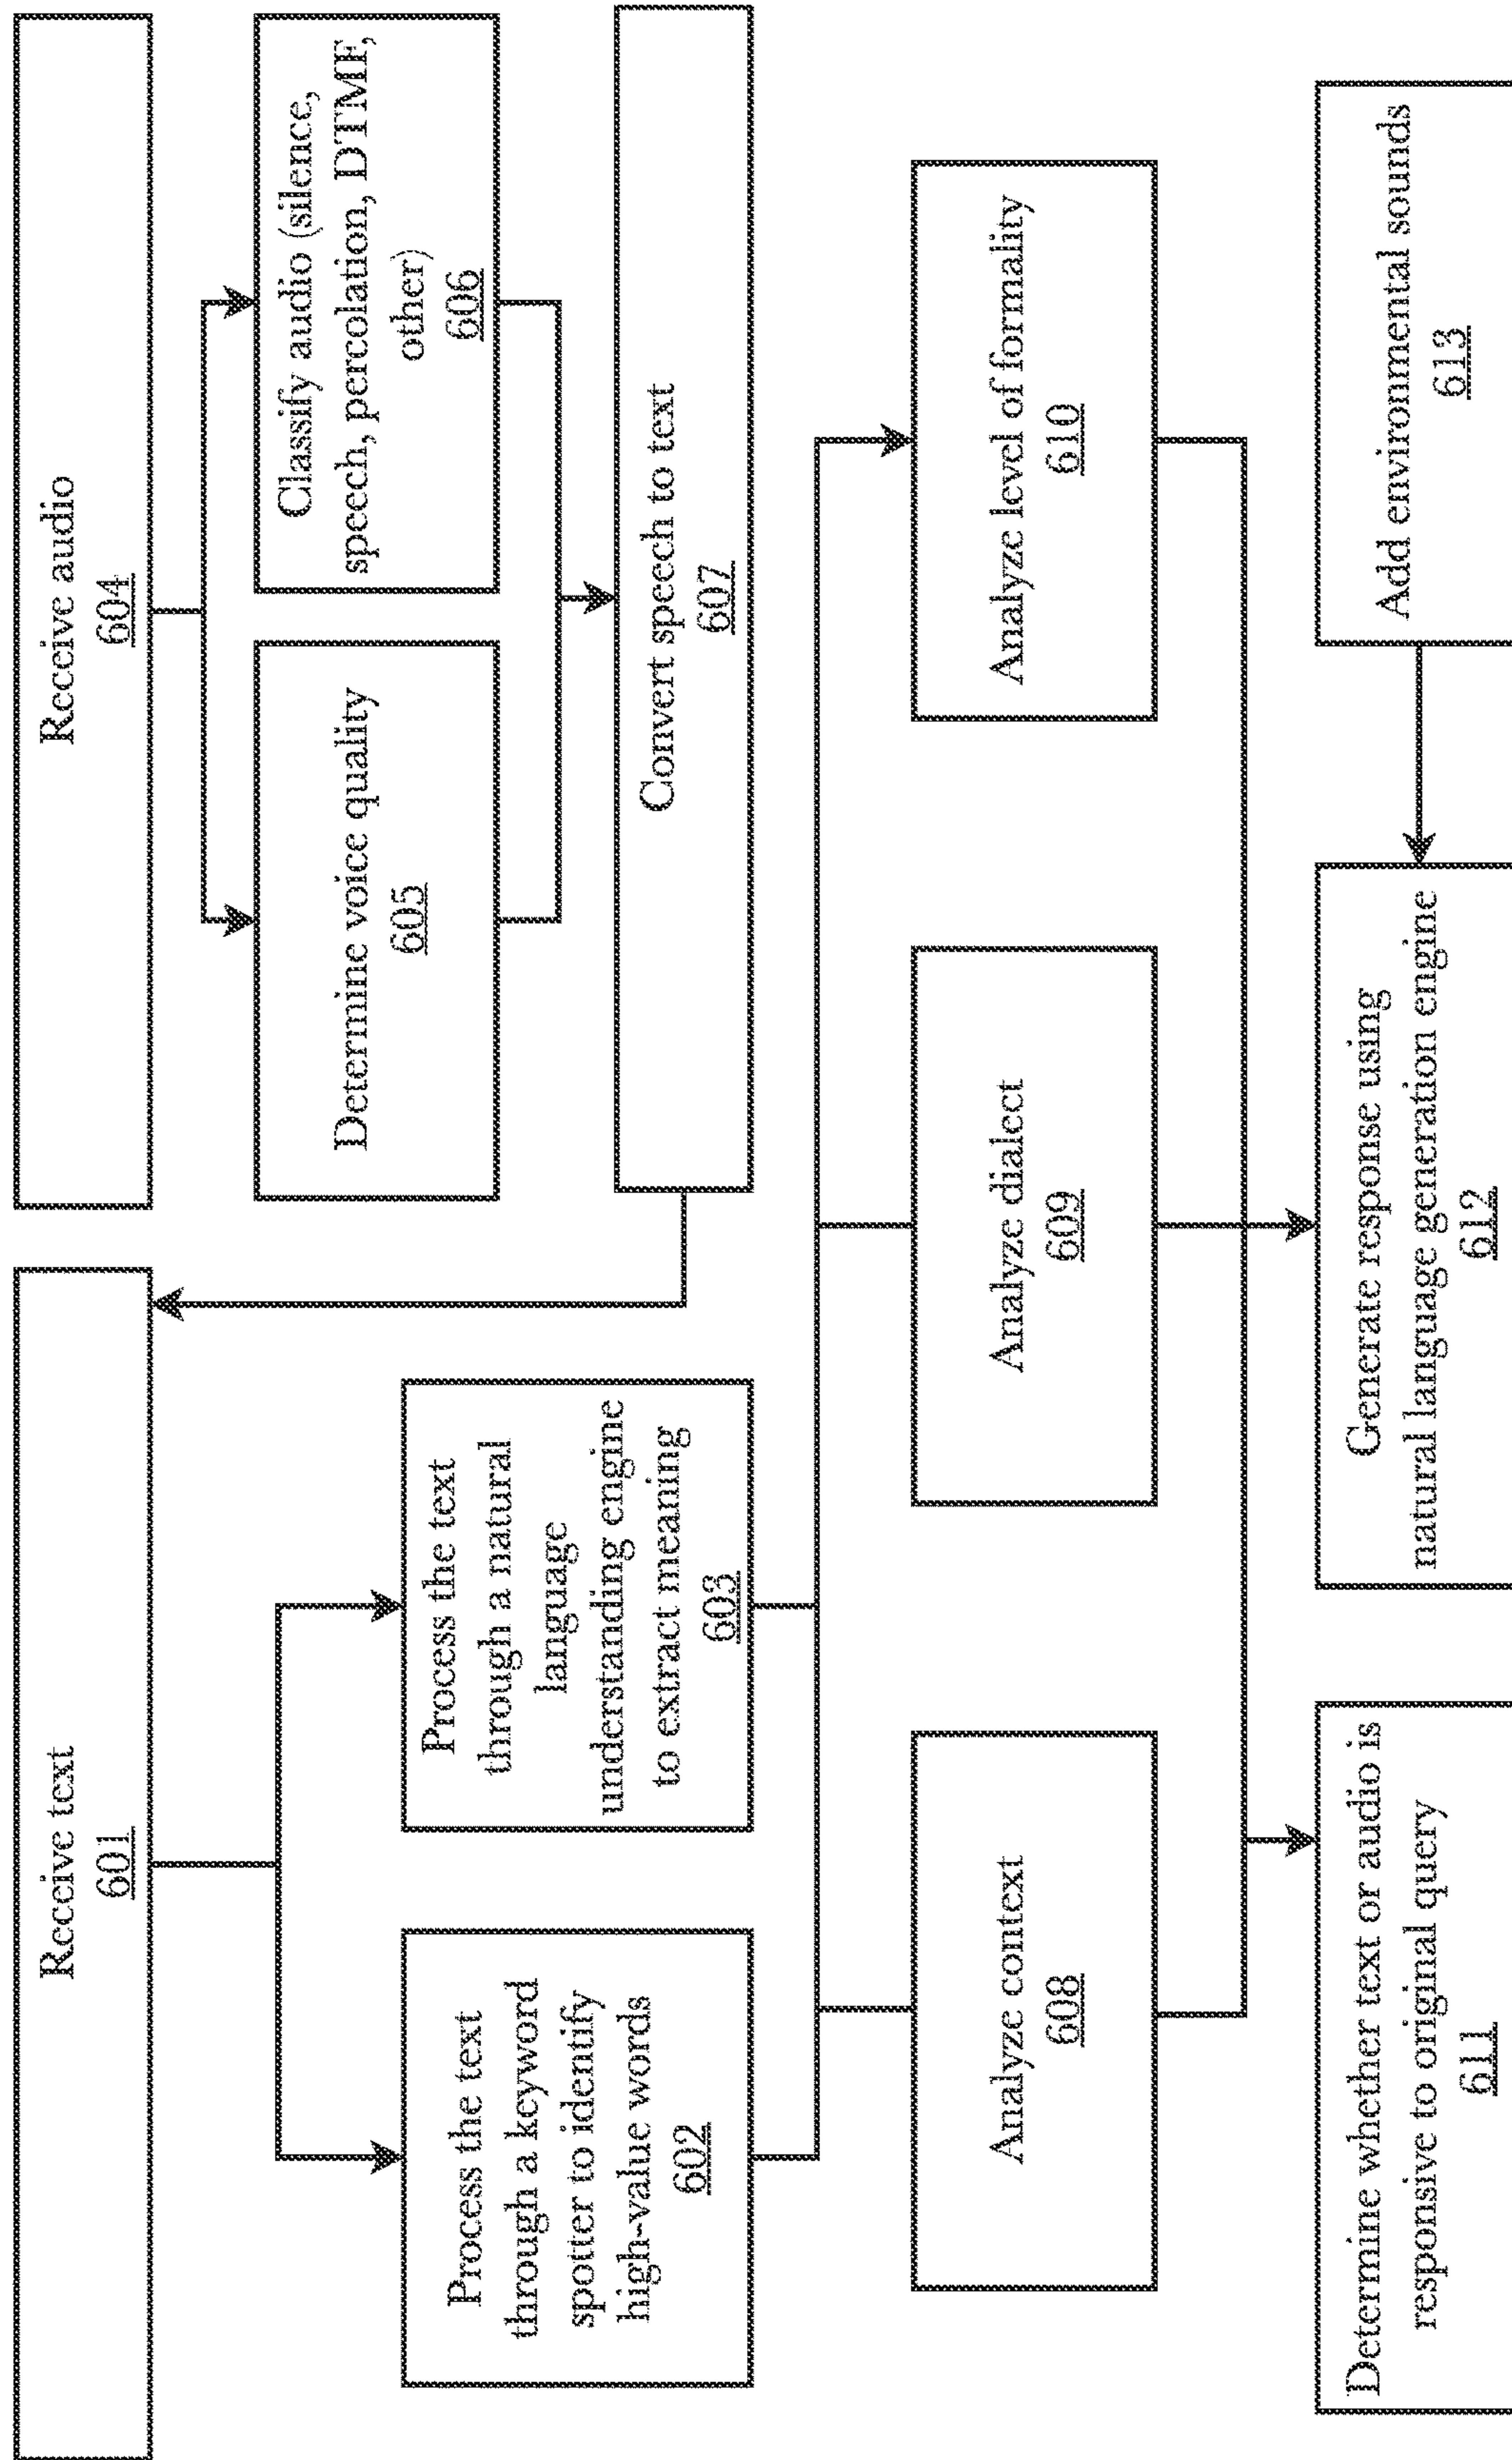 Receive text
601
Receive audio
604
Determine voice quality
605
Classify audio (silence,
speech, percolation, DTMF,
other)
606
Process the text
through a keyword
spotter to identify
high-value words
602
Process the text
through a natural
language
understanding engine
to extract meaning
603
Convert speech to text
607
Analyze context
608
Analyze dialect
609
Analyze level of formality
610
Determine whether text or audio is
responsive to original query
611
Generate response using
natural language generation engine
612
Add environmental sounds
613